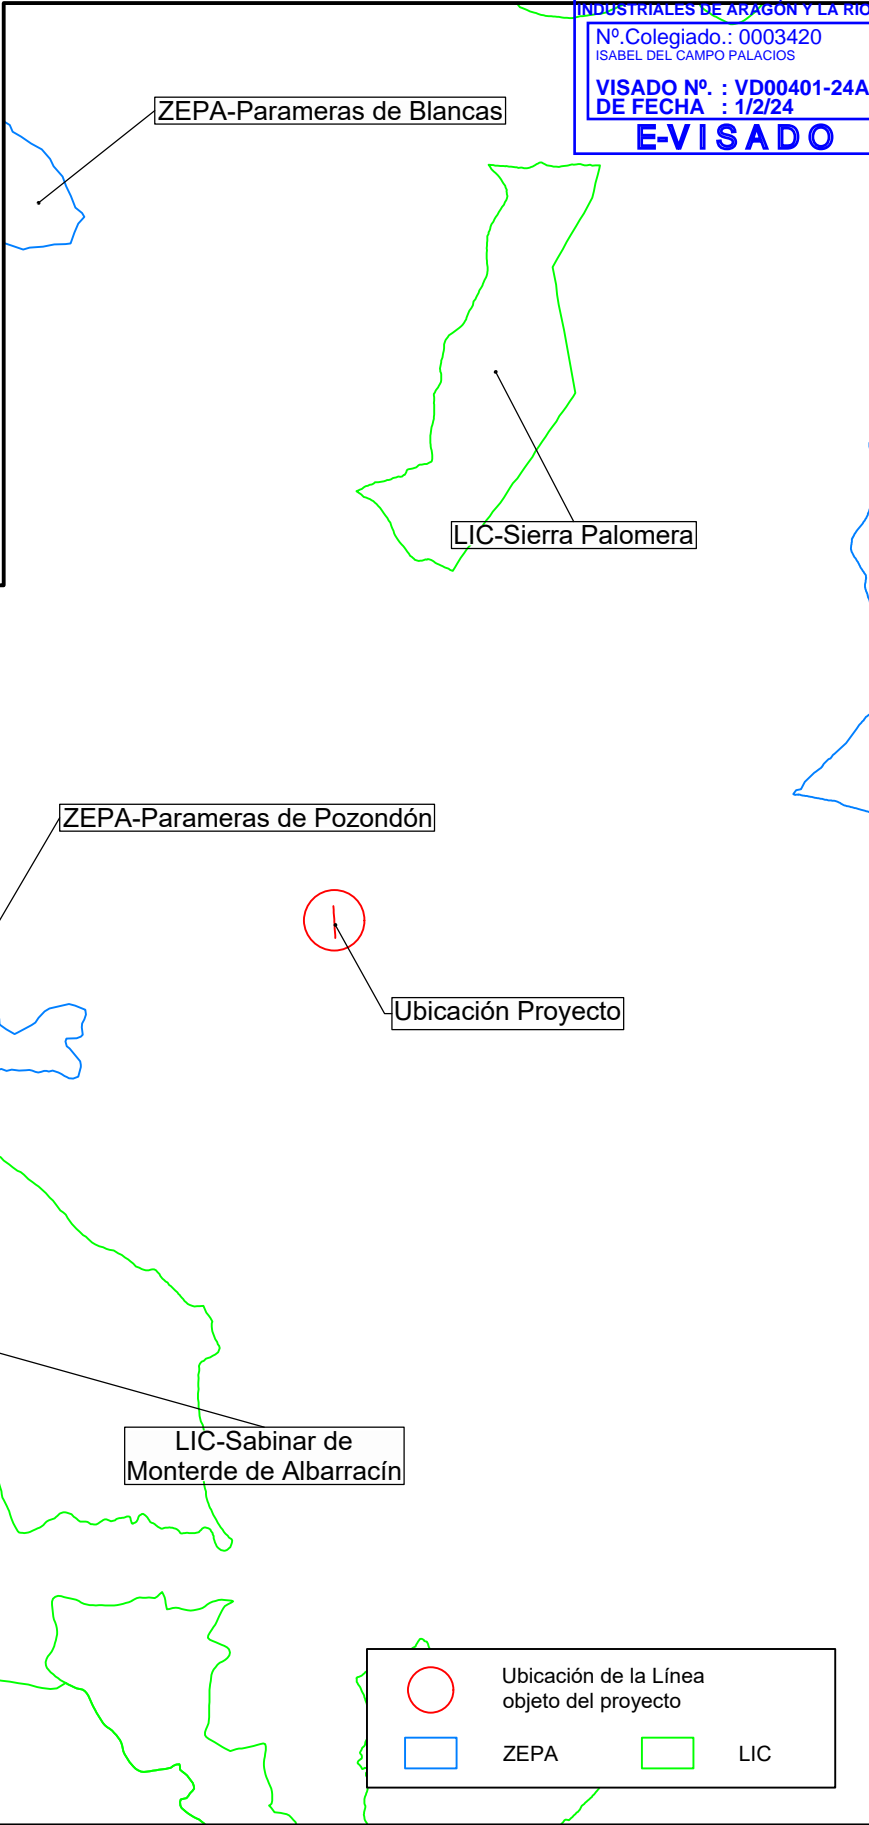 INDUSTRIALES DE ARAGÓN Y LA RIO
Nº.Colegiado.: 0003420
ISABEL DEL CAMPO PALACIOS
VISADO Nº. : VD00401-24A
DE FECHA : 1/2/24
E-VISADO
ZEPA-Parameras de Blancas
LIC-Sierra Palomera
ZEPA-Parameras de Pozondón
Ubicación Proyecto
LIC-Sabinar de
Monterde de Albarracín
Ubicación de la Línea
objeto del proyecto
ZEPA
LIC